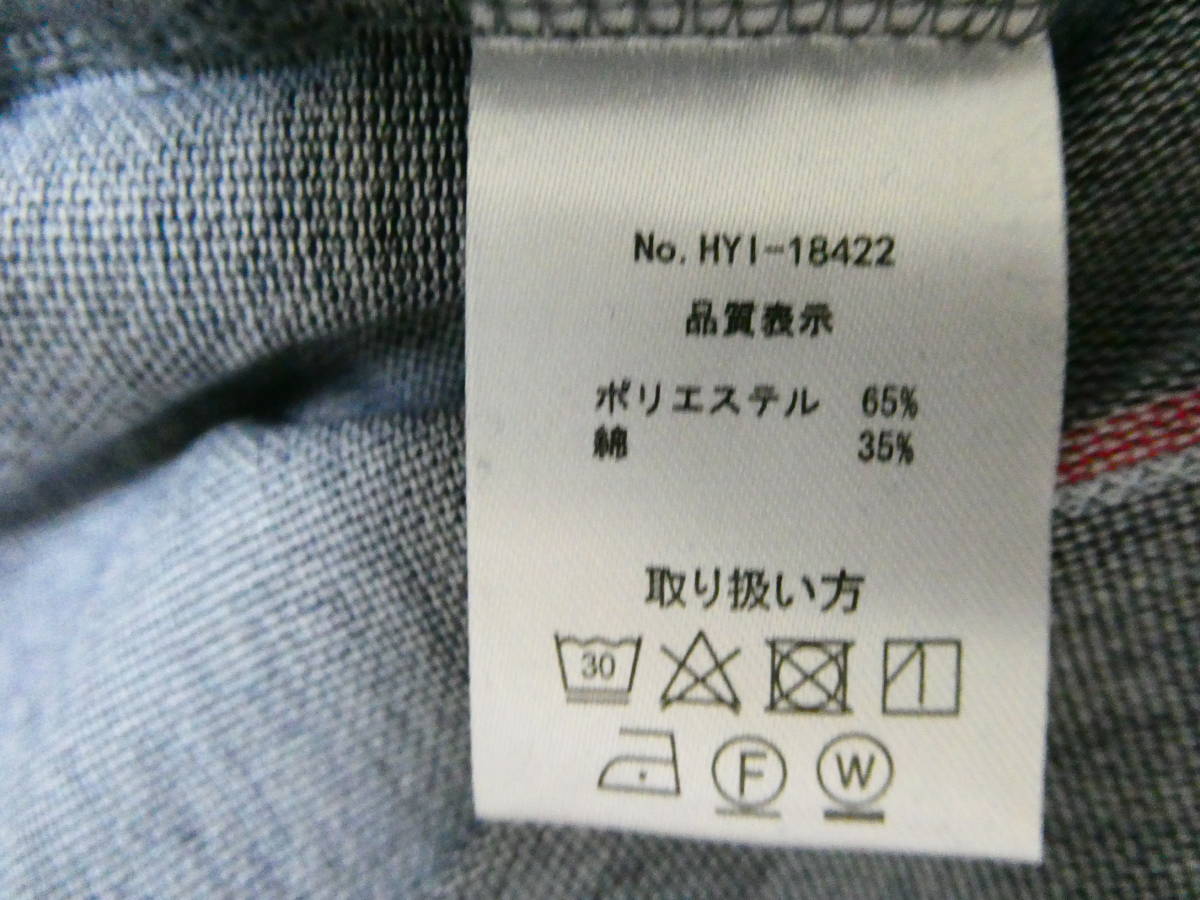 No. HYI-18422
品質表示
ポリエステル 65%
綿 35%
取り扱い方
30
F W